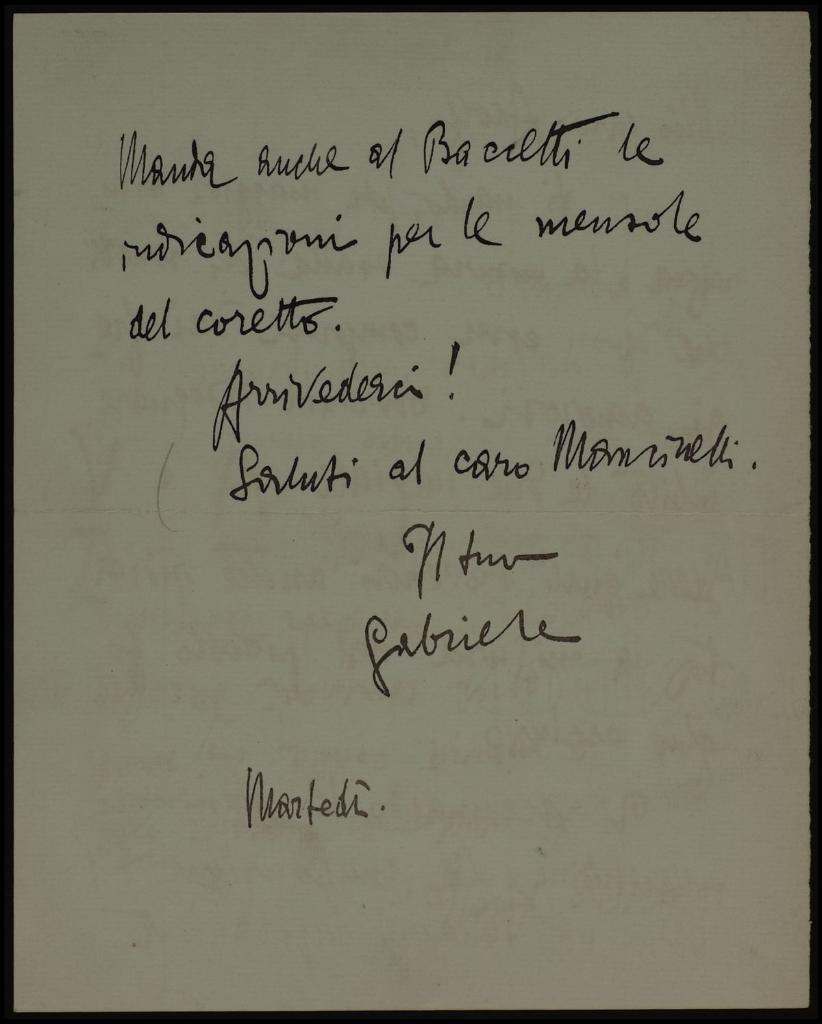 Manda anche al Baccetti le
indicazioni per le mensole
del coretto.
Arrivederci!
Saluti al caro Mancinelli.
Il tuo
Gabriele
Martedì.